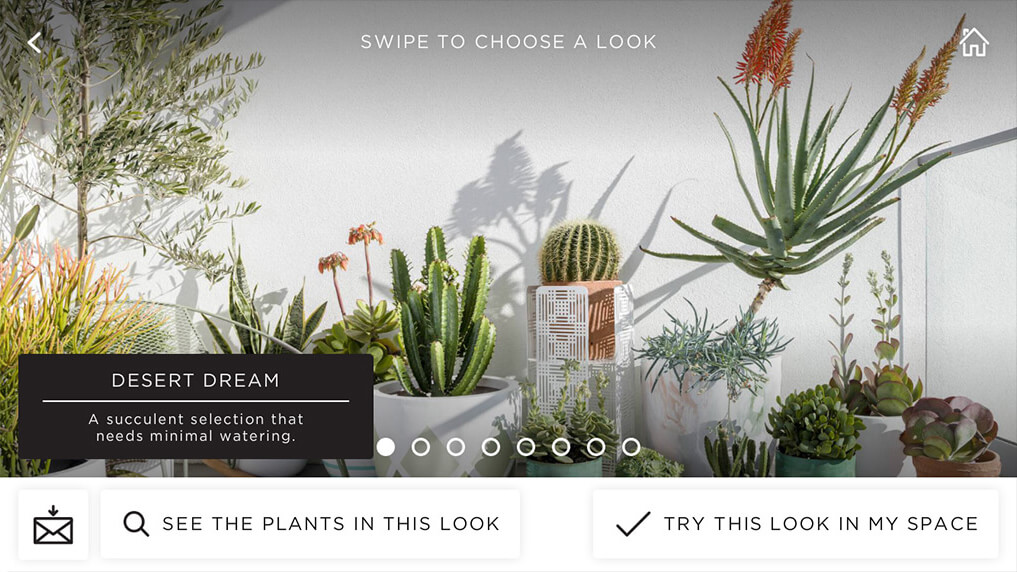 SWIPE TO CHOOSE A LOOK
DESERT DREAM
A succulent selection that
needs minimal watering.
SEE THE PLANTS IN THIS LOOK
TRY THIS LOOK IN MY SPACE